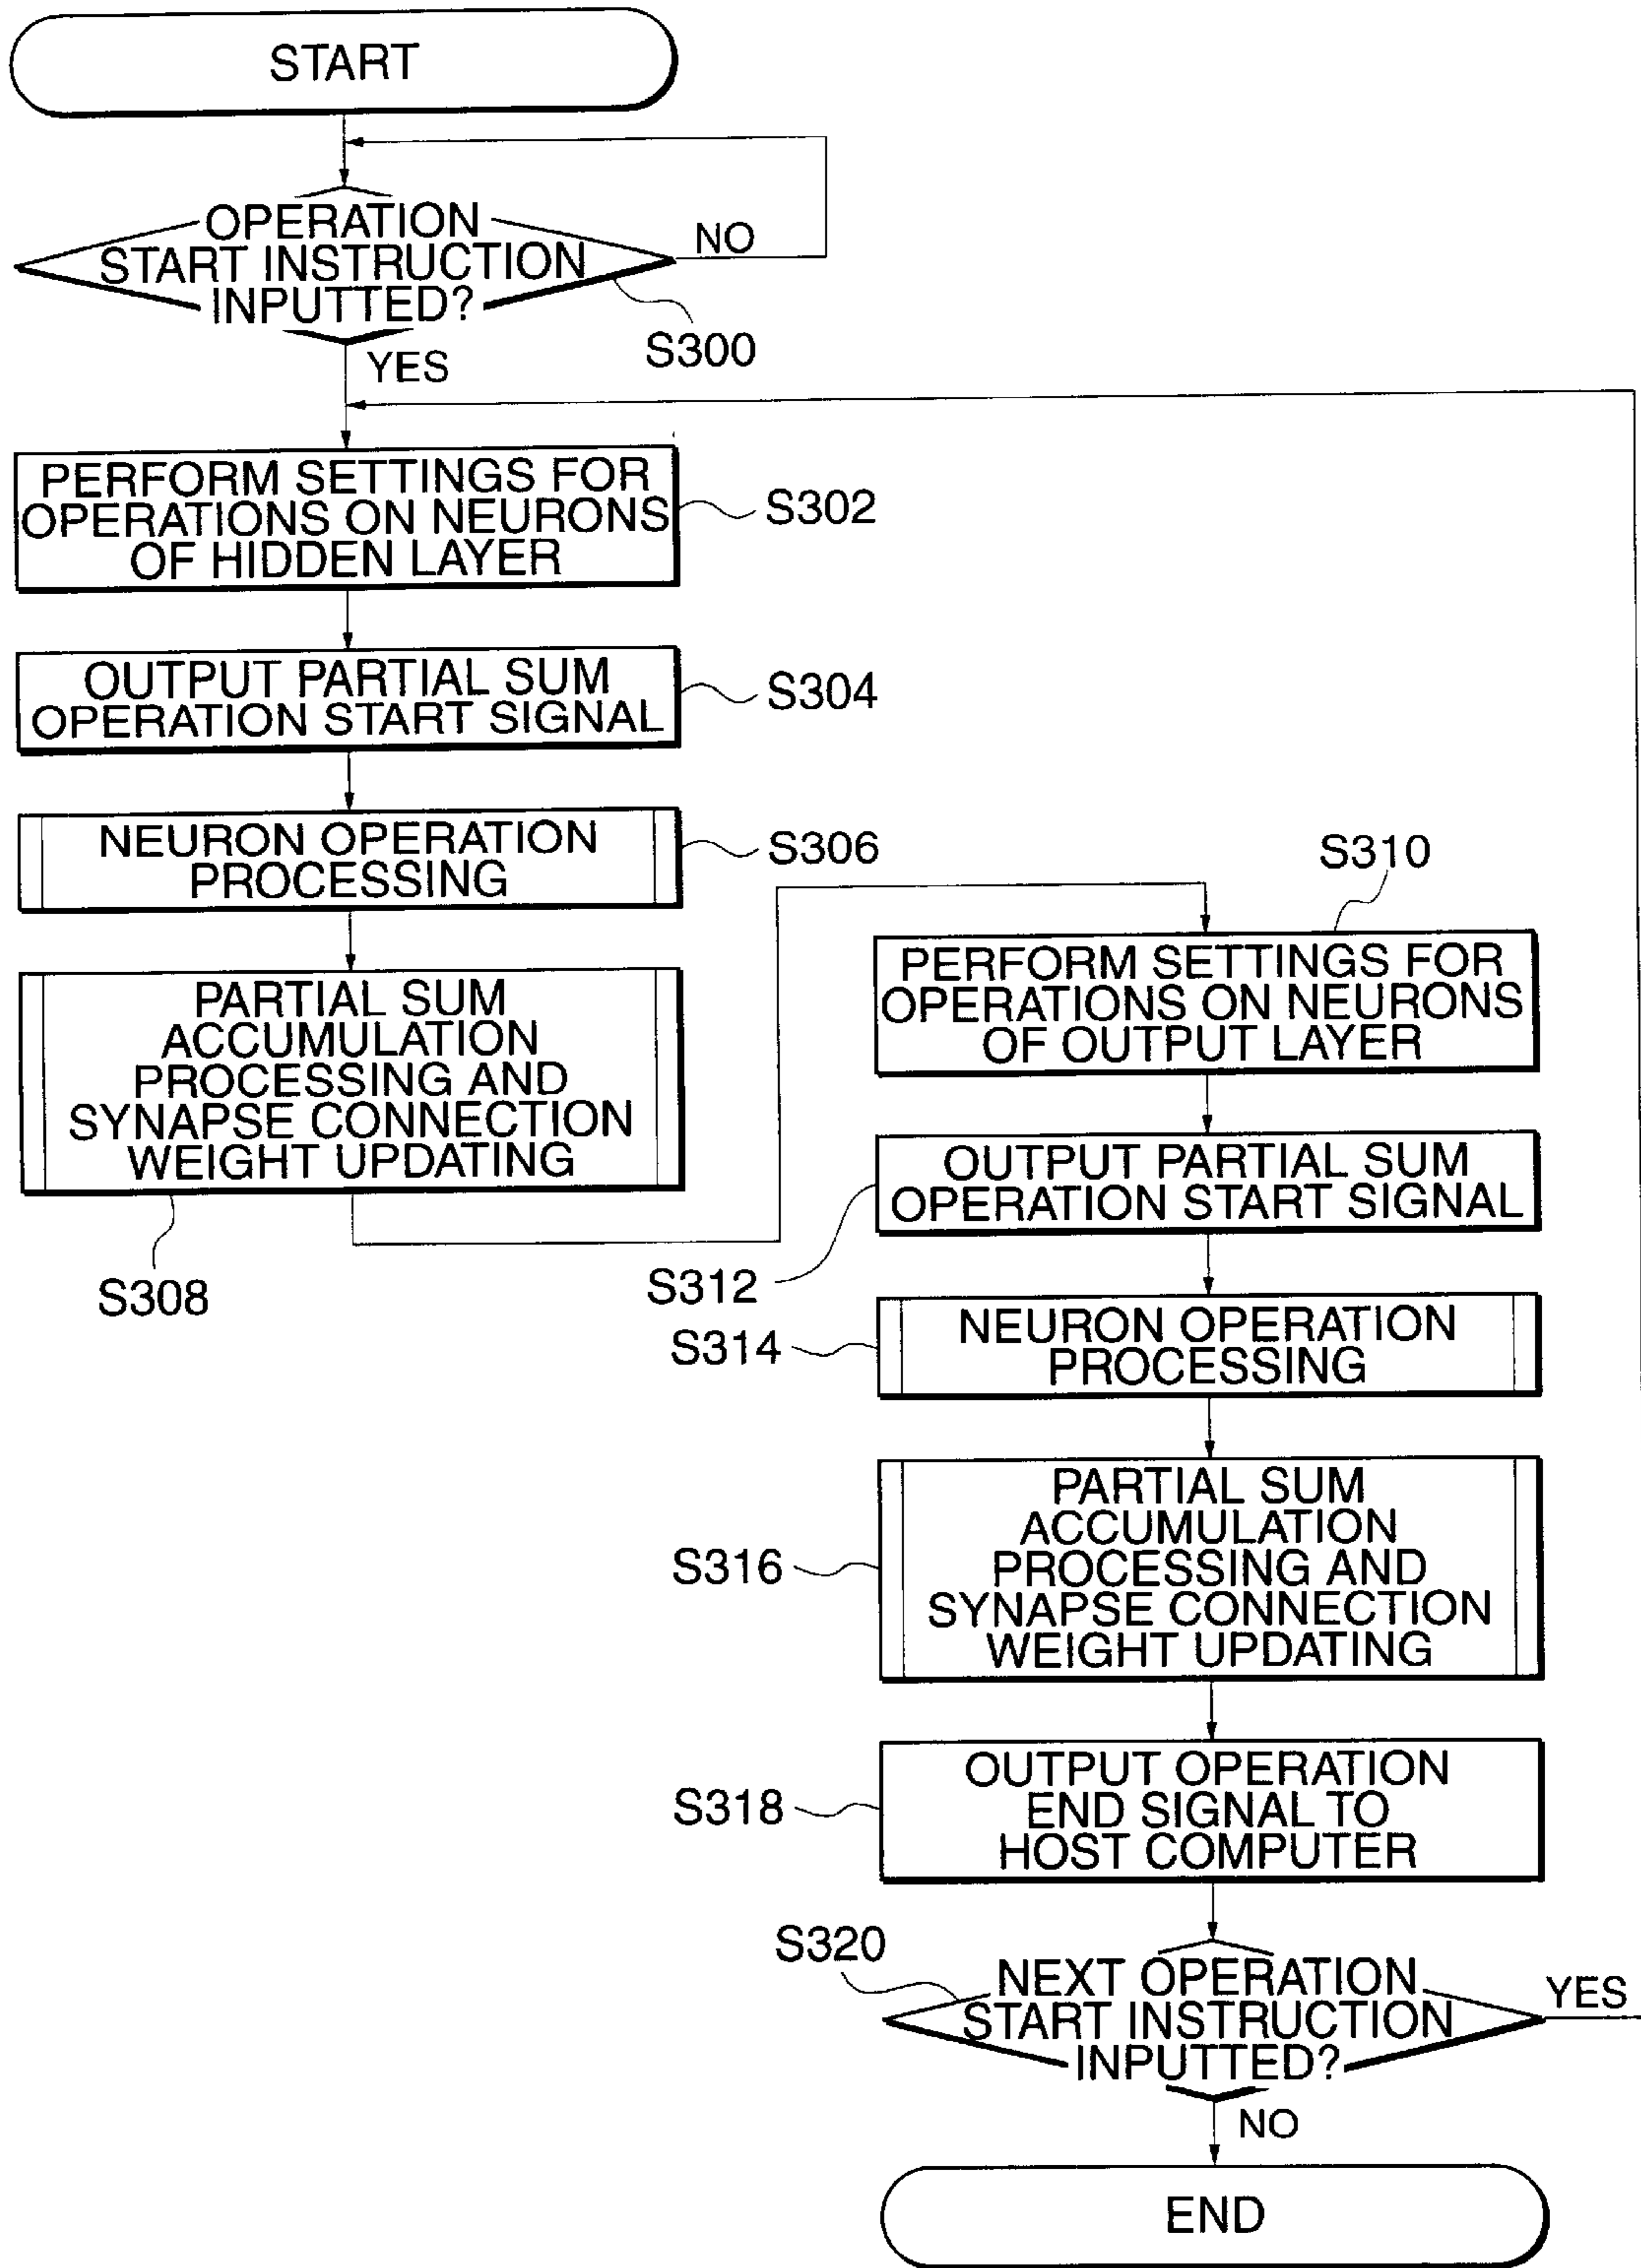 START
OPERATION
START INSTRUCTION
INPUTTED?
NO
S300
YES
PERFORM SETTINGS FOR
OPERATIONS ON NEURONS
OF HIDDEN LAYER
S302
OUTPUT PARTIAL SUM
OPERATION START SIGNAL
S304
NEURON OPERATION
PROCESSING
S306
PARTIAL SUM
ACCUMULATION
PROCESSING AND
SYNAPSE CONNECTION
WEIGHT UPDATING
S308
S310
PERFORM SETTINGS FOR
OPERATIONS ON NEURONS
OF OUTPUT LAYER
OUTPUT PARTIAL SUM
OPERATION START SIGNAL
S312
NEURON OPERATION
PROCESSING
S314
PARTIAL SUM
ACCUMULATION
PROCESSING AND
SYNAPSE CONNECTION
WEIGHT UPDATING
S316
OUTPUT OPERATION
END SIGNAL TO
HOST COMPUTER
S318
S320
NEXT OPERATION
START INSTRUCTION
INPUTTED?
YES
NO
END